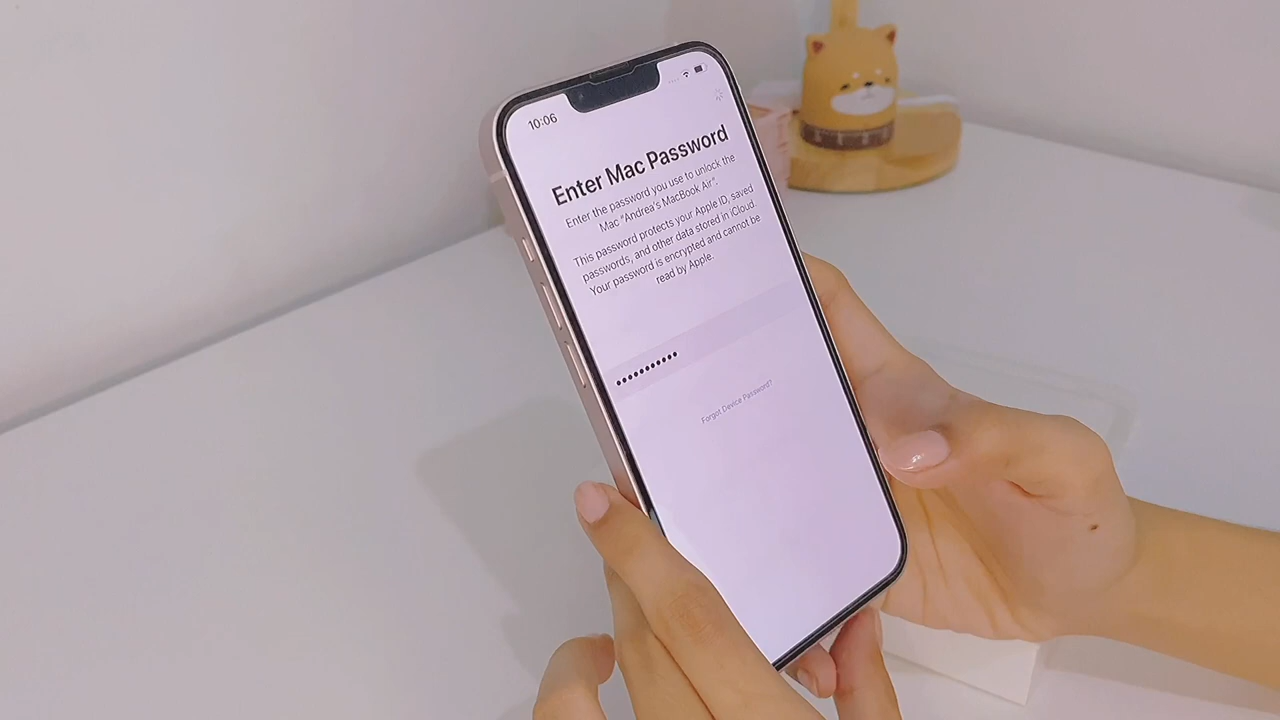 10:06
Enter Mac Password
Enter the password you use to unlock the
Mac "Andrea's MacBook Air".
This password protects your Apple ID, saved
passwords, and other data stored in iCloud.
Your password is encrypted and cannot be
read by Apple.
•••••••••••
Forgot Device Password?